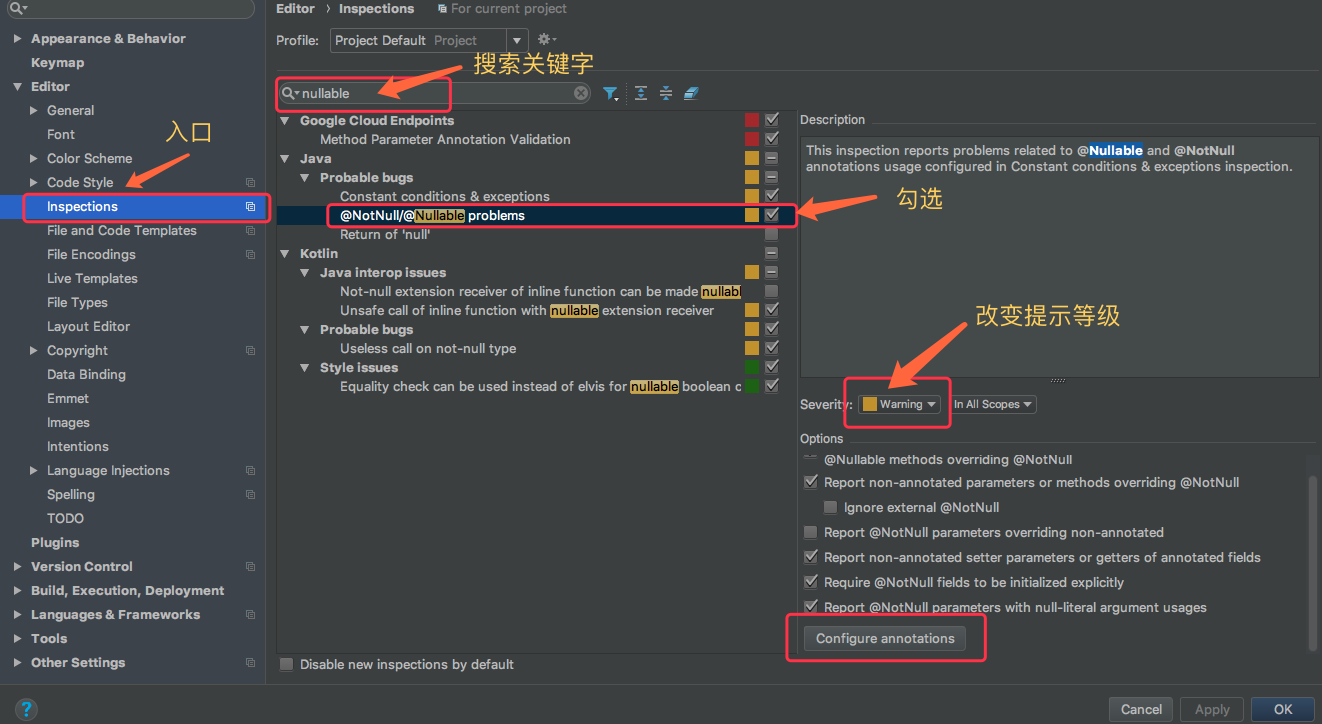 Editor › Inspections For current project
Profile: Project Default Project
搜索关键字
nullable
Appearance & Behavior
Keymap
Editor
General
Font
Color Scheme
Code Style
Inspections
File and Code Templates
File Encodings
Live Templates
File Types
Layout Editor
Copyright
Data Binding
Emmet
Images
Intentions
Language Injections
Spelling
TODO
Plugins
Version Control
Build, Execution, Deployment
Languages & Frameworks
Tools
Other Settings
入口
Google Cloud Endpoints
Method Parameter Annotation Validation
Java
Probable bugs
Constant conditions & exceptions
@NotNull/@Nullable problems
Return of 'null'
Kotlin
Java interop issues
Not-null extension receiver of inline function can be made nullabl
Unsafe call of inline function with nullable extension receiver
Probable bugs
Useless call on not-null type
Style issues
Equality check can be used instead of elvis for nullable boolean c
Disable new inspections by default
Description
This inspection reports problems related to @Nullable and @NotNull
annotations usage configured in Constant conditions & exceptions inspection.
勾选
改变提示等级
Severity: Warning In All Scopes
Options
@Nullable methods overriding @NotNull
Report non-annotated parameters or methods overriding @NotNull
Ignore external @NotNull
Report @NotNull parameters overriding non-annotated
Report non-annotated setter parameters or getters of annotated fields
Require @NotNull fields to be initialized explicitly
Report @NotNull parameters with null-literal argument usages
Configure annotations
?
Cancel
Apply
OK